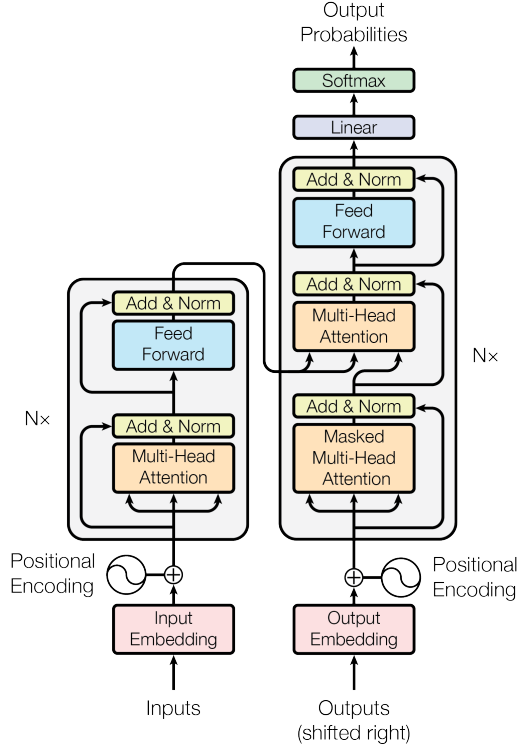 Output
Probabilities
Softmax
Linear
Add & Norm
Feed
Forward
Add & Norm
Multi-Head
Attention
Add & Norm
Masked
Multi-Head
Attention
N×
Add & Norm
Feed
Forward
Add & Norm
Multi-Head
Attention
N×
Positional
Encoding
Positional
Encoding
Input
Embedding
Output
Embedding
Inputs
Outputs
(shifted right)